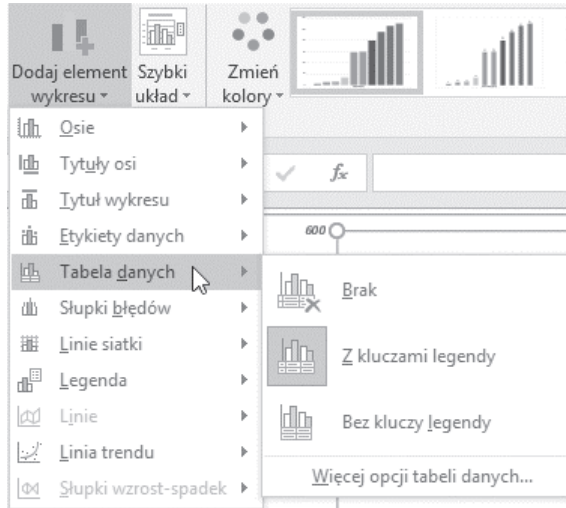 Dodaj element
wykresu
Szybki
układ
Zmień
kolory
Osie
Tytuły osi
fx
Tytuł wykresu
Etykiety danych
600
Tabela danych
Brak
Słupki błędów
Linie siatki
Z kluczami legendy
Legenda
Linie
Bez kluczy legendy
Linia trendu
Więcej opcji tabeli danych...
Słupki wzrost-spadek